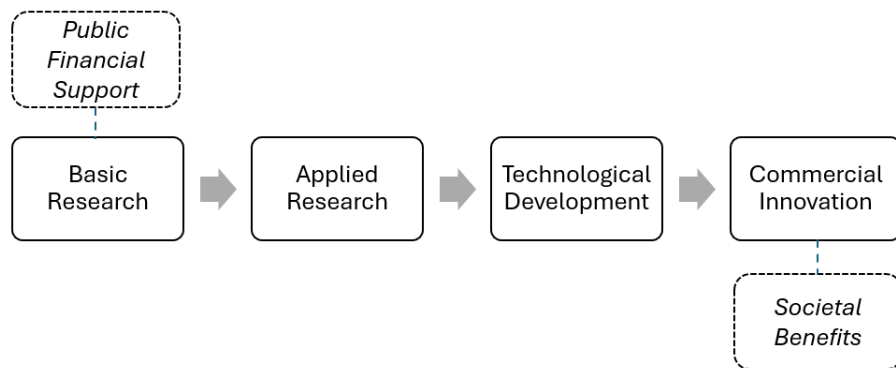 Public
Financial
Support
Basic
Research
Applied
Research
Technological
Development
Commercial
Innovation
Societal
Benefits